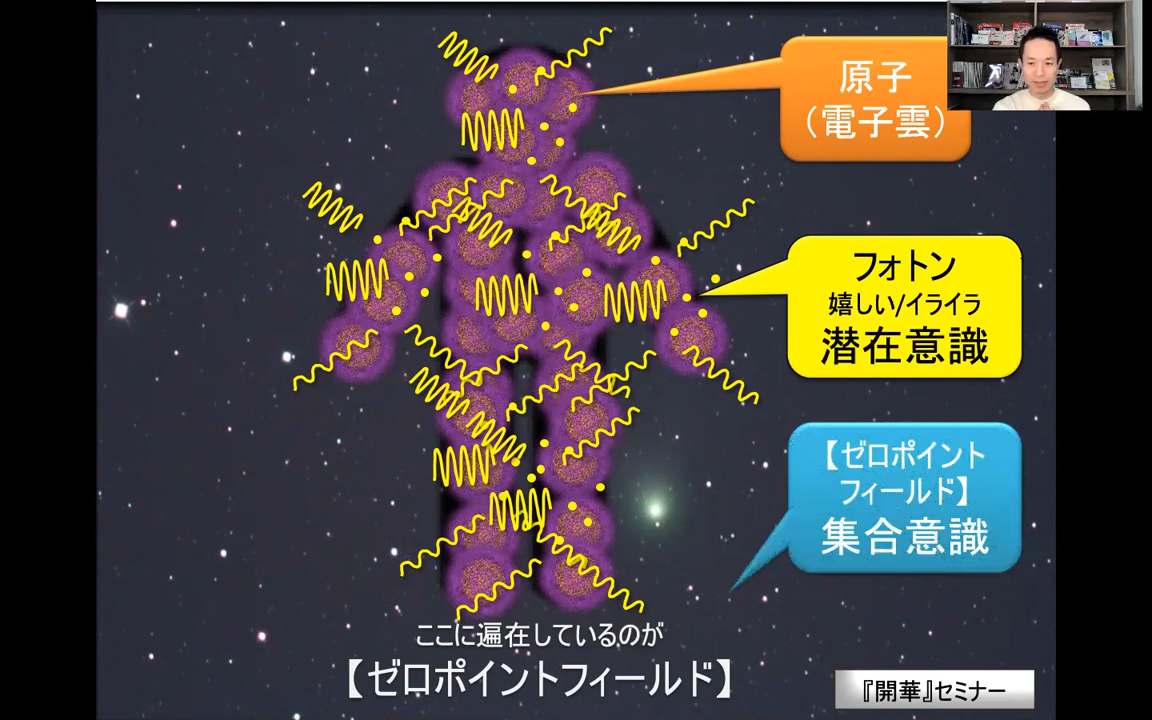 原子
（電子雲）
フォトン
嬉しい/イライラ
潜在意識
【ゼロポイント
フィールド】
集合意識
ここに遍在しているのが
【ゼロポイントフィールド】
『開華』セミナー